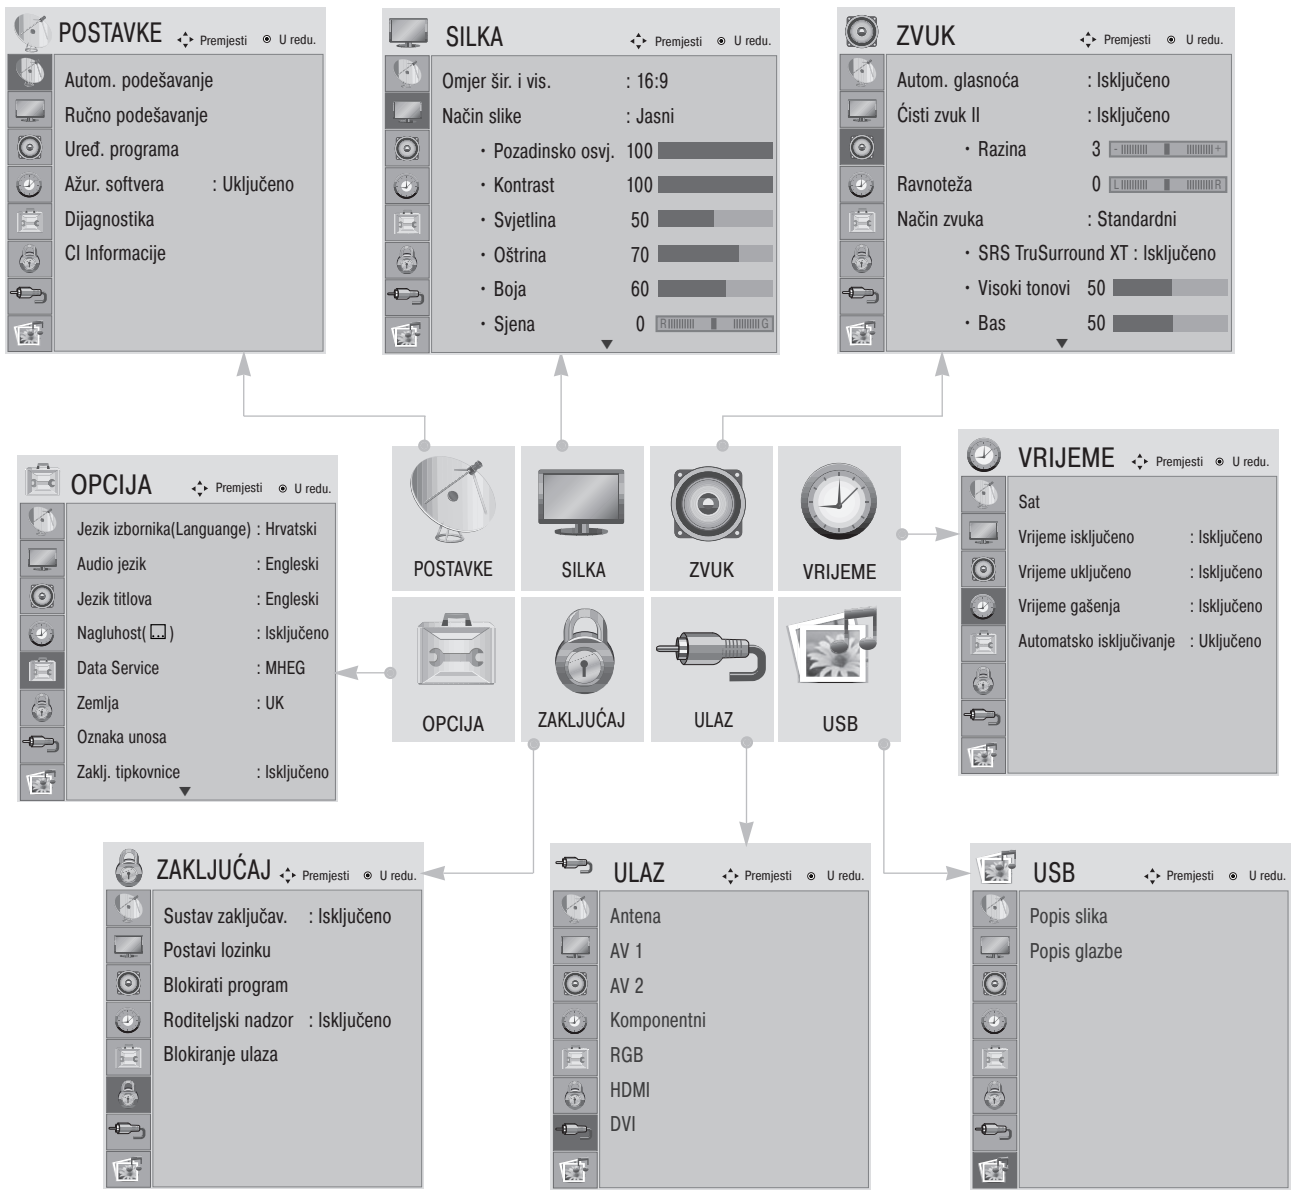 POSTAVKE Premjesti U redu.
Autom. podešavanje
Ručno podešavanje
Uređ. programa
Ažur. softvera : Uključeno
Dijagnostika
CI Informacije
SILKA Premjesti U redu.
Omjer šir. i vis. : 16:9
Način slike : Jasni
• Pozadinsko osvj. 100
• Kontrast 100
• Svjetlina 50
• Oštrina 70
• Boja 60
• Sjena 0 R G
ZVUK Premjesti U redu.
Autom. glasnoća : Isključeno
Ćisti zvuk II : Isključeno
• Razina 3 - +
Ravnoteža 0 L R
Način zvuka : Standardni
• SRS TruSurround XT : Isključeno
• Visoki tonovi 50
• Bas 50
OPCIJA Premjesti U redu.
Jezik izbornika(Languange) : Hrvatski
Audio jezik : Engleski
Jezik titlova : Engleski
Nagluhost( ) : Isključeno
Data Service : MHEG
Zemlja : UK
Oznaka unosa
Zaklj. tipkovnice : Isključeno
POSTAVKE
SILKA
ZVUK
VRIJEME
OPCIJA
ZAKLJUĆAJ
ULAZ
USB
VRIJEME Premjesti U redu.
Sat
Vrijeme isključeno : Isključeno
Vrijeme uključeno : Isključeno
Vrijeme gašenja : Isključeno
Automatsko isključivanje : Uključeno
ZAKLJUĆAJ Premjesti U redu.
Sustav zaključav. : Isključeno
Postavi lozinku
Blokirati program
Roditeljski nadzor : Isključeno
Blokiranje ulaza
ULAZ Premjesti U redu.
Antena
AV 1
AV 2
Komponentni
RGB
HDMI
DVI
USB Premjesti U redu.
Popis slika
Popis glazbe